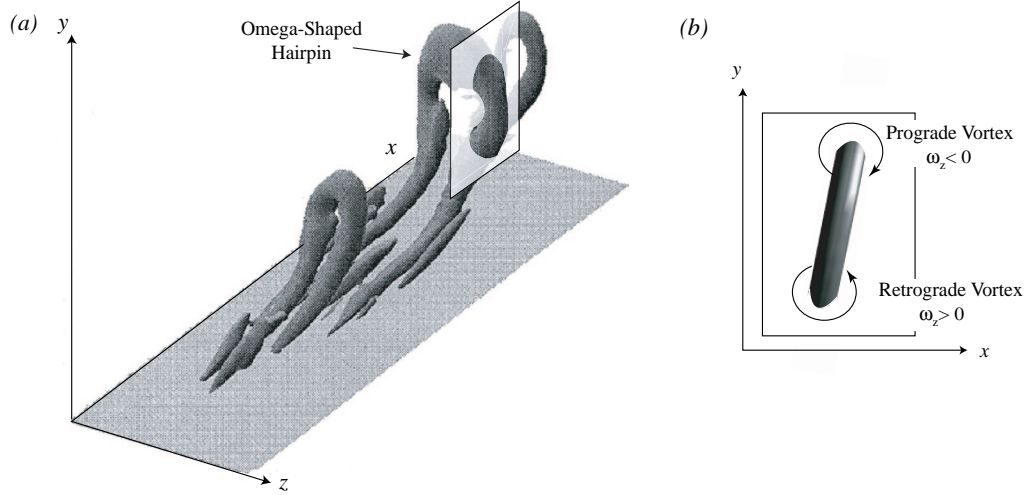 (a)
y
Omega-Shaped
Hairpin
x
z
(b)
y
Prograde Vortex
ω_z< 0
Retrograde Vortex
ω_z> 0
x